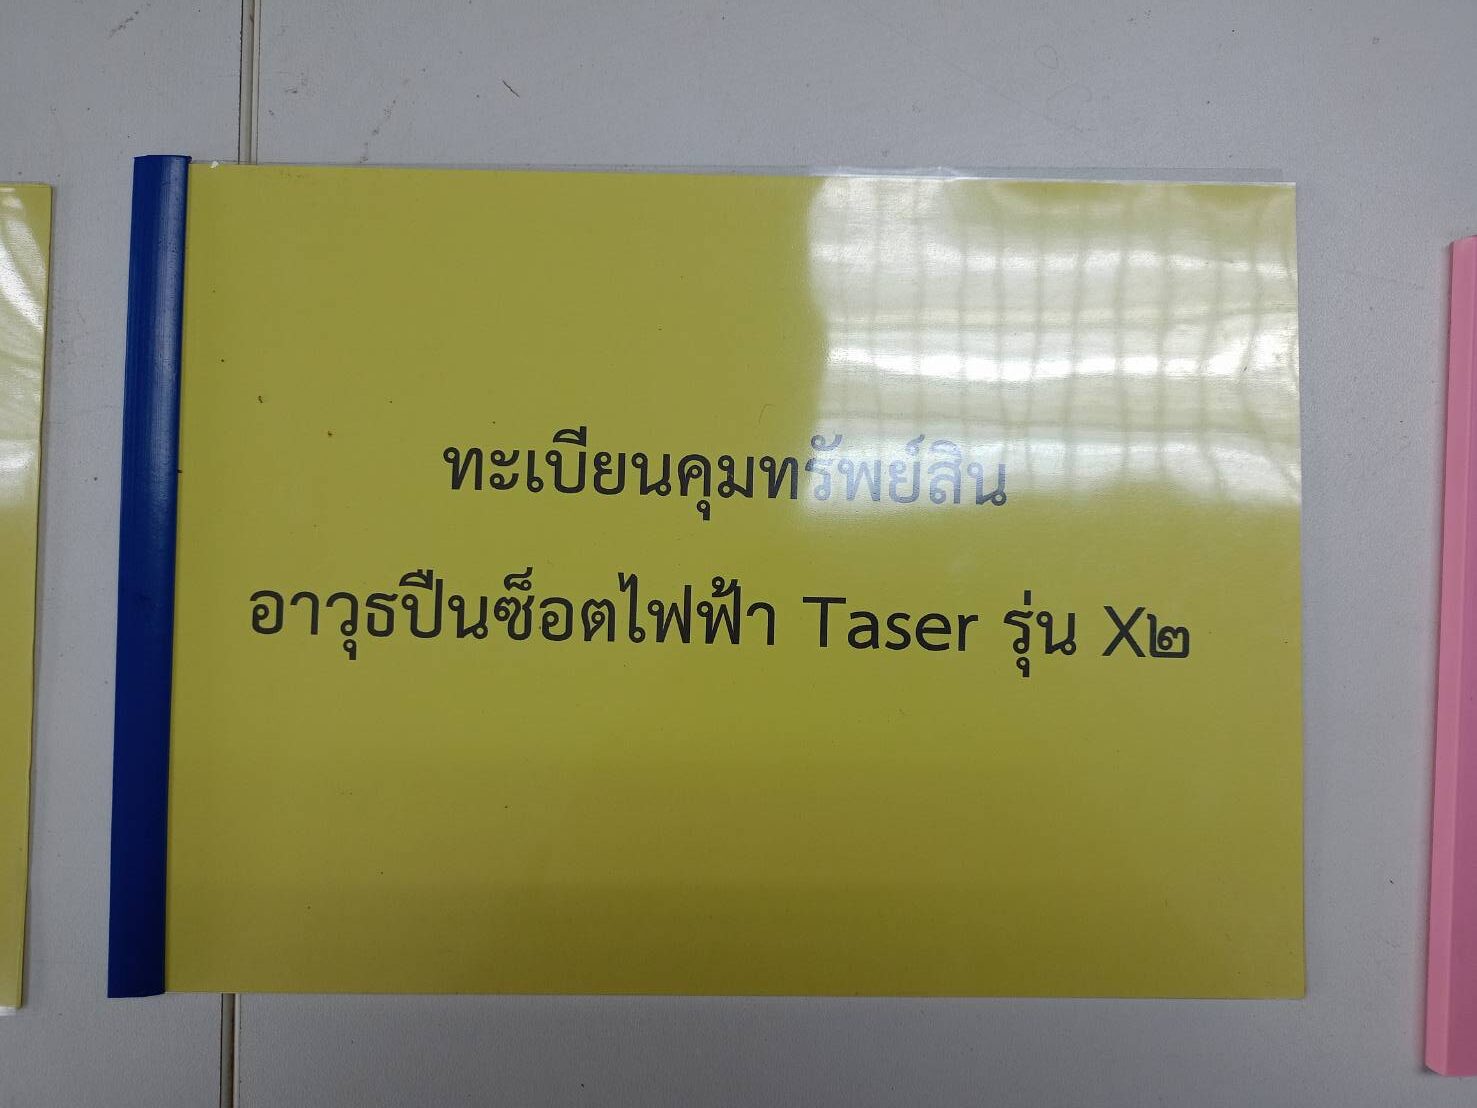 ทะเบียนคุมทรัพย์สิน
อาวุธปืนซ็อตไฟฟ้า Taser รุ่น X๒